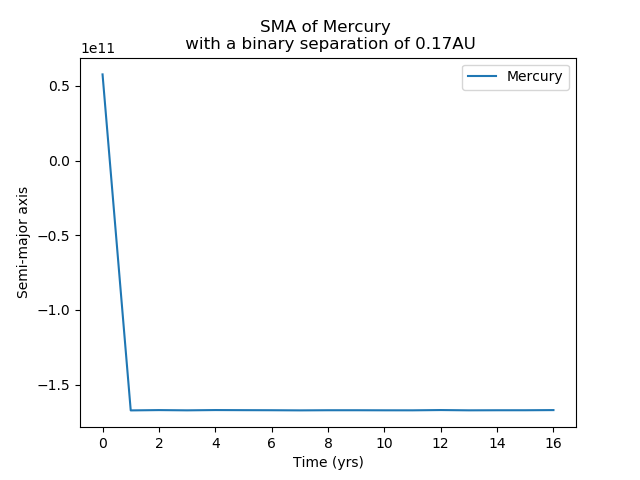 SMA of Mercury
with a binary separation of 0.17AU
1e11
Mercury
0.5
0.0
−0.5
−1.0
−1.5
Semi-major axis
0 2 4 6 8 10 12 14 16
Time (yrs)